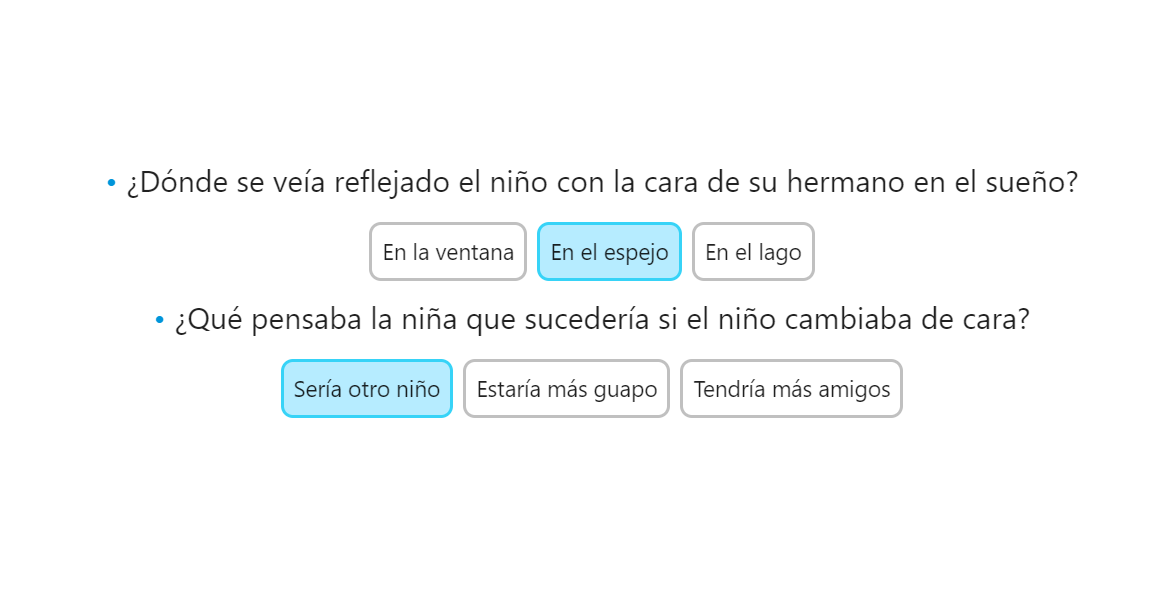 • ¿Dónde se veía reflejado el niño con la cara de su hermano en el sueño?
En la ventana En el espejo En el lago
• ¿Qué pensaba la niña que sucedería si el niño cambiaba de cara?
Sería otro niño Estaría más guapo Tendría más amigos